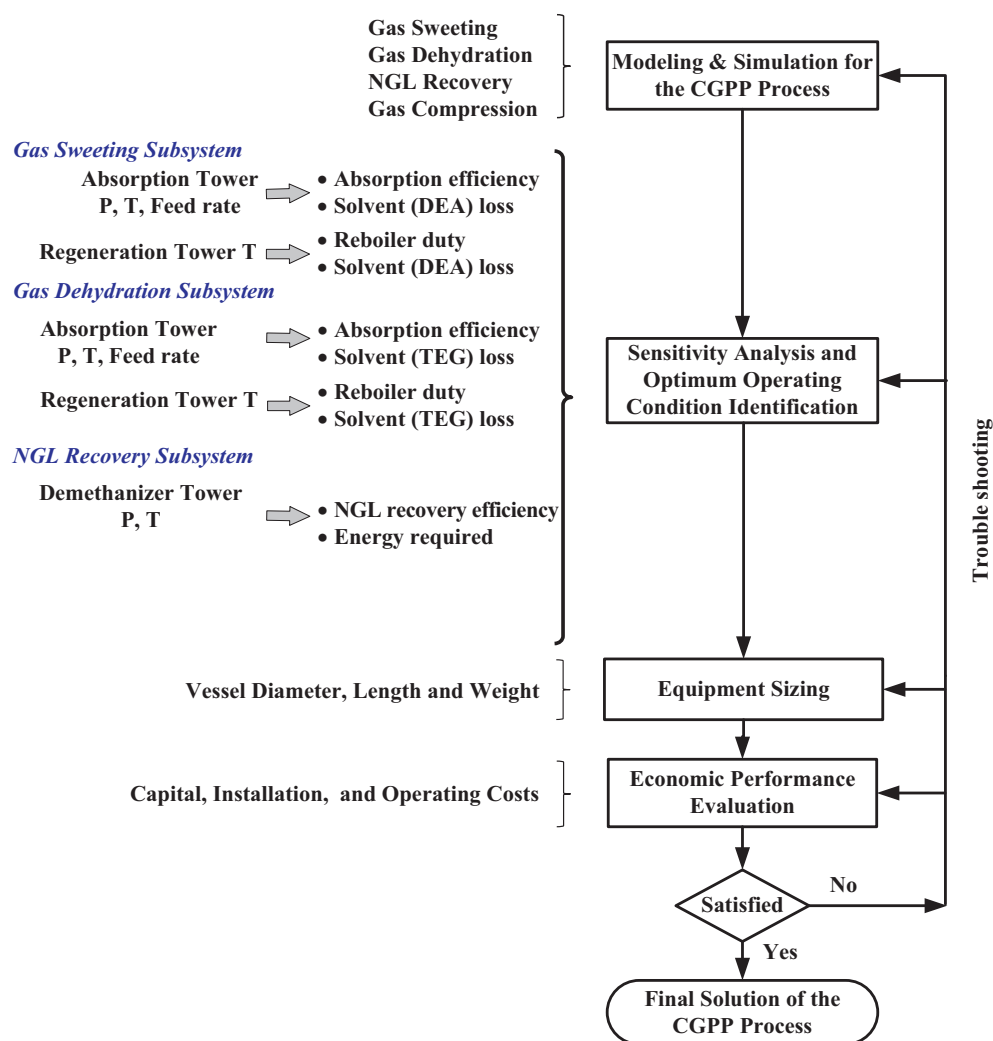 Gas Sweeting
Gas Dehydration
NGL Recovery
Gas Compression
Modeling & Simulation for
the CGPP Process
Gas Sweeting Subsystem
Absorption Tower
P, T, Feed rate
• Absorption efficiency
• Solvent (DEA) loss
Regeneration Tower T
• Reboiler duty
• Solvent (DEA) loss
Gas Dehydration Subsystem
Absorption Tower
P, T, Feed rate
• Absorption efficiency
• Solvent (TEG) loss
Regeneration Tower T
• Reboiler duty
• Solvent (TEG) loss
NGL Recovery Subsystem
Demethanizer Tower
P, T
• NGL recovery efficiency
• Energy required
Sensitivity Analysis and
Optimum Operating
Condition Identification
Trouble shooting
Vessel Diameter, Length and Weight
Equipment Sizing
Capital, Installation, and Operating Costs
Economic Performance
Evaluation
Satisfied
No
Yes
Final Solution of the
CGPP Process